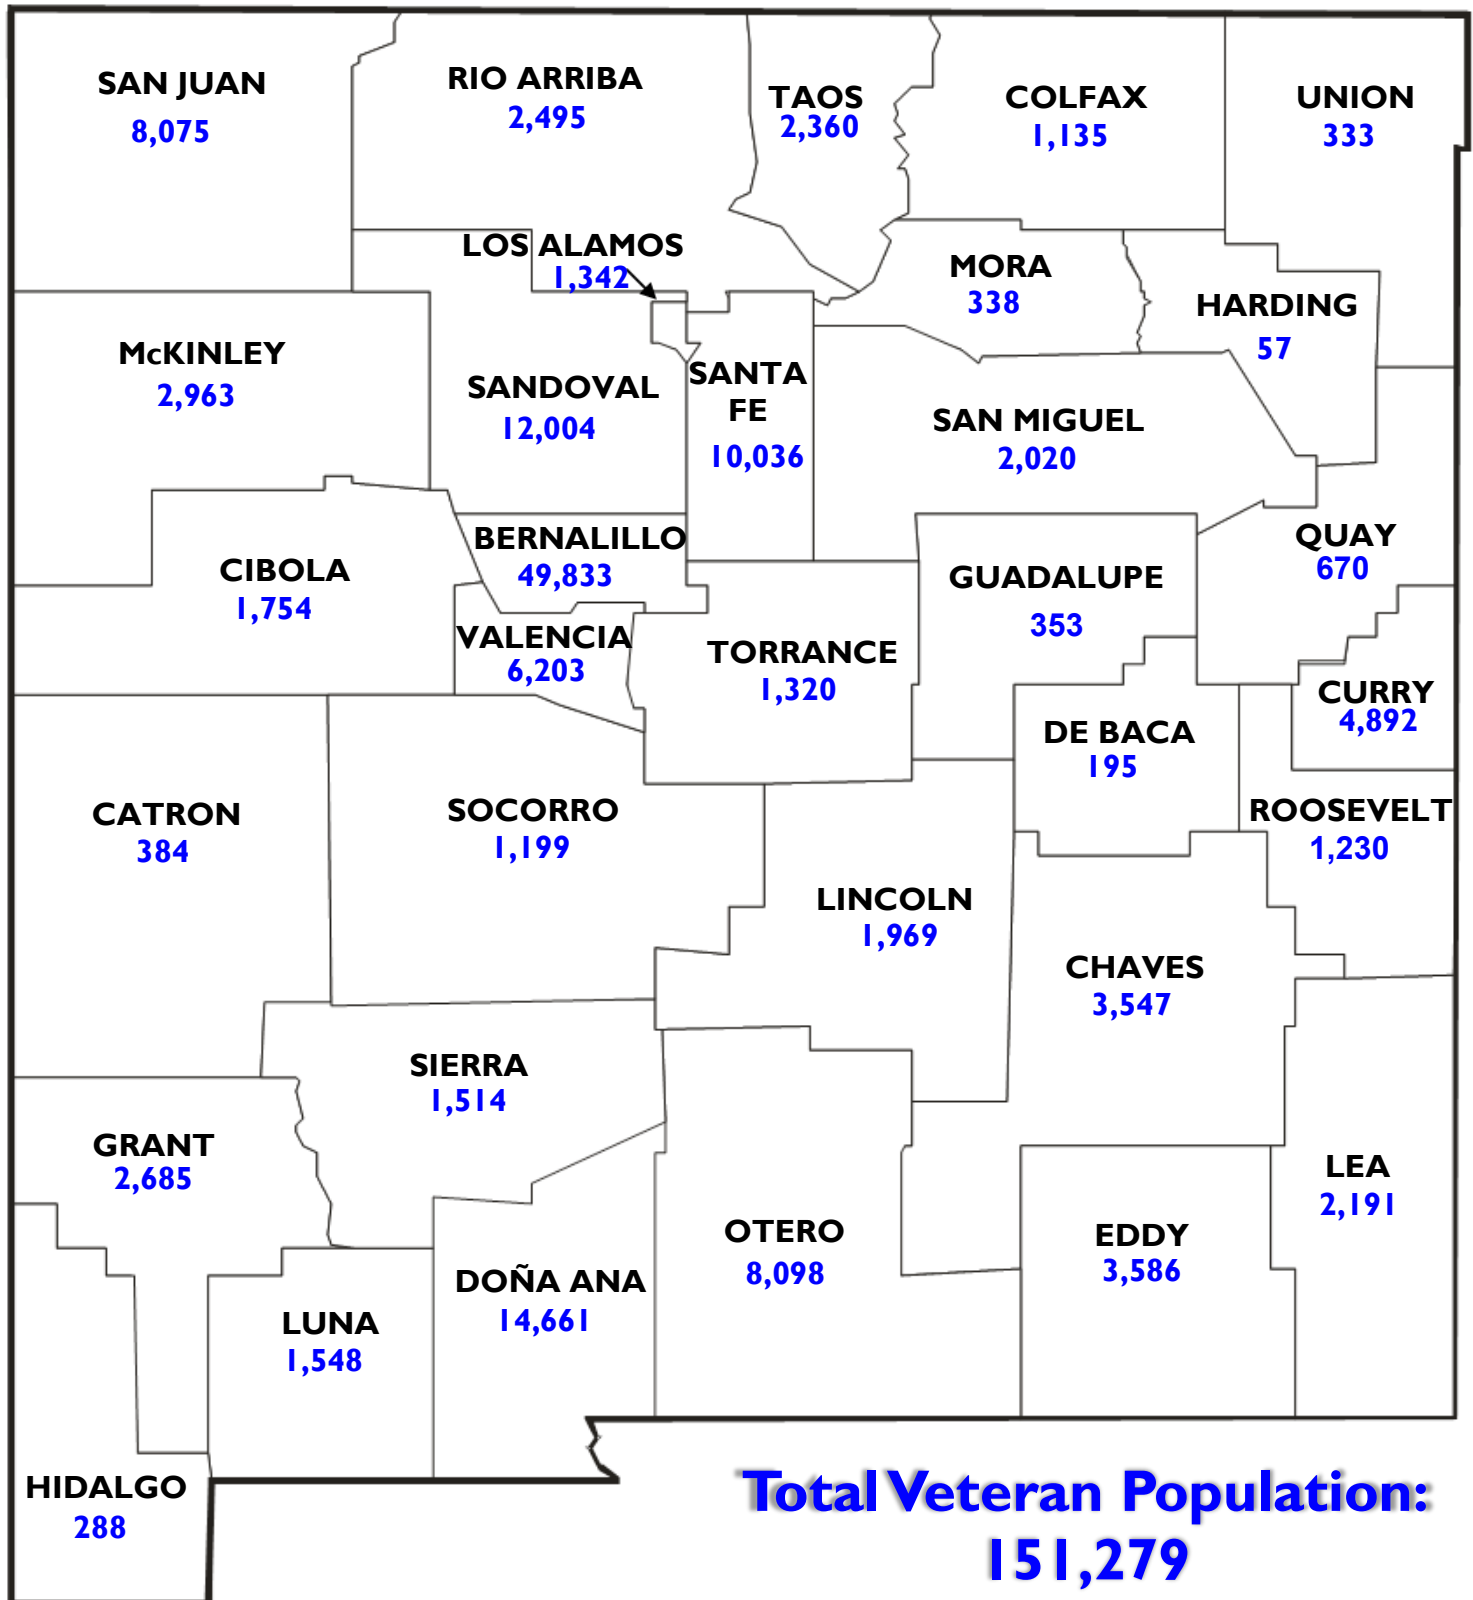 SAN JUAN
8,075
RIO ARRIBA
2,495
TAOS
2,360
COLFAX
1,135
UNION
333
LOS ALAMOS
1,342
MORA
338
HARDING
57
McKINLEY
2,963
SANDOVAL
12,004
SANTA
FE
10,036
SAN MIGUEL
2,020
QUAY
670
BERNALILLO
49,833
CIBOLA
1,754
GUADALUPE
353
VALENCIA
6,203
TORRANCE
1,320
CURRY
4,892
DE BACA
195
CATRON
384
SOCORRO
1,199
ROOSEVELT
1,230
LINCOLN
1,969
CHAVES
3,547
SIERRA
1,514
GRANT
2,685
LEA
2,191
OTERO
8,098
EDDY
3,586
DOÑA ANA
14,661
LUNA
1,548
HIDALGO
288
Total Veteran Population:
151,279